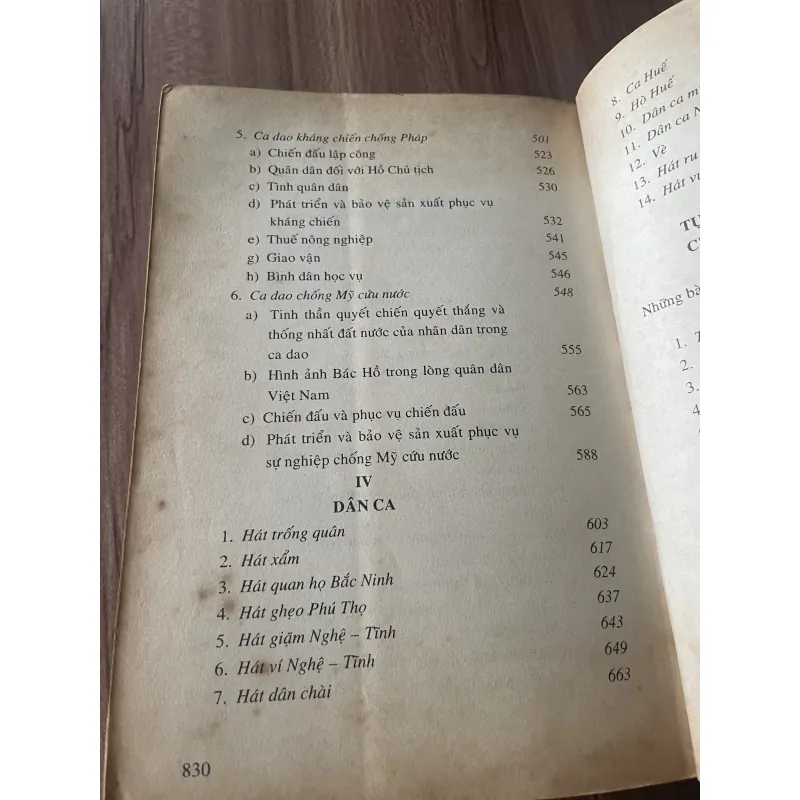 5. Ca dao kháng chiến chống Pháp 501
a) Chiến đấu lập công 523
b) Quân dân đối với Hồ Chủ tịch 526
c) Tình quân dân 530
d) Phát triển và bảo vệ sản xuất phục vụ
kháng chiến 532
e) Thuế nông nghiệp 541
g) Giao vận 545
h) Bình dân học vụ 546
6. Ca dao chống Mỹ cứu nước 548
a) Tinh thần quyết chiến quyết thắng và
thống nhất đất nước của nhân dân trong
ca dao 555
b) Hình ảnh Bác Hồ trong lòng quân dân
Việt Nam 563
c) Chiến đấu và phục vụ chiến đấu 565
d) Phát triển và bảo vệ sản xuất phục vụ
sự nghiệp chống Mỹ cứu nước 588
IV
DÂN CA
1. Hát trống quân 603
2. Hát xẩm 617
3. Hát quan họ Bắc Ninh 624
4. Hát ghẹo Phú Thọ 637
5. Hát giặm Nghệ – Tĩnh 643
6. Hát ví Nghệ – Tĩnh 649
7. Hát dân chài 663
830
8. Ca Huế
9. Hò Huế
10. Dân ca
11. Dân ca
12. Vè
13. Hát ru
14. Hát
Những
1.
2.
3.
4